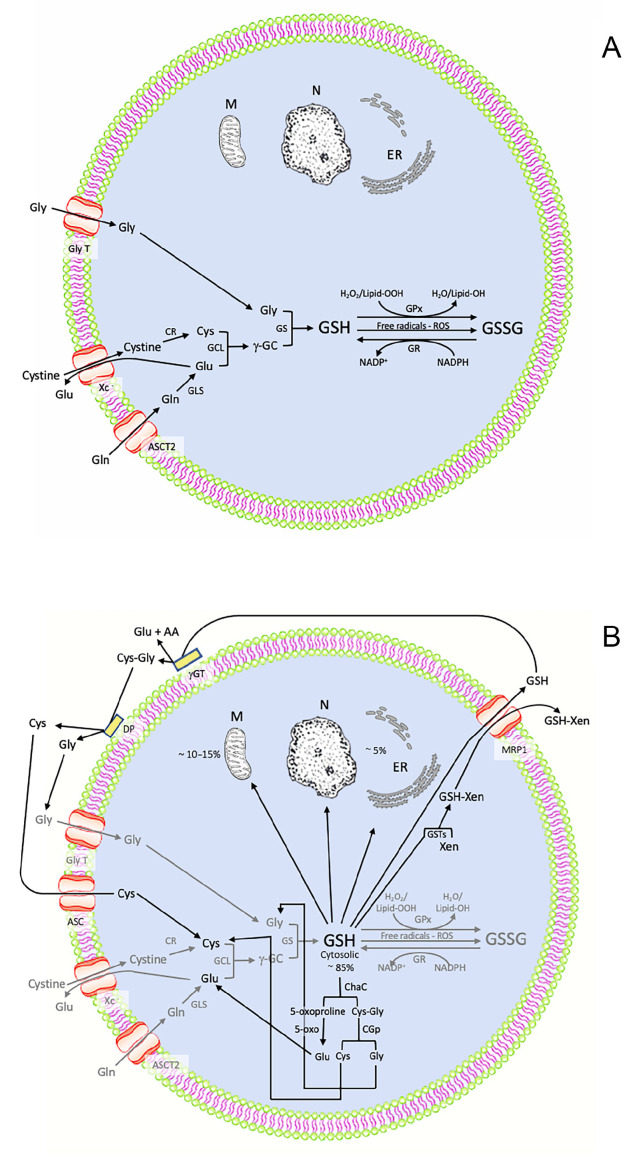 A
M
N
ER
Gly
Gly
Gly T
Gly
H₂O₂/Lipid-OOH
H₂O/Lipid-OH
GPx
GS
GSH
Free radicals - ROS
GSSG
CR
Cys
Cystine
GCL
γ-GC
GR
NADP⁺
NADPH
Glu
Cystine
Glu
Xc⁻
Gln
GLS
Gln
ASCT2
B
Glu + AA
Cys-Gly
γGT
GSH
GSH-Xen
MRP1
Cys
DP
Gly
M
N
~ 10–15%
~ 5%
ER
GSH-Xen
GSTs
Xen
Gly
Gly
Gly T
Cys
ASC
Gly
H₂O₂/
Lipid-OOH
H₂O/
Lipid-OH
GPx
GS
GSH
Cytosolic
~ 85%
Free radicals - ROS
GSSG
CR
Cys
Cystine
GCL
γ-GC
GR
NADP⁺
NADPH
Glu
Cystine
Glu
Xc⁻
ChaC
5-oxoproline
Cys-Gly
GLS
Gln
5-oxo
CGp
Glu
Cys
Gly
Gln
ASCT2